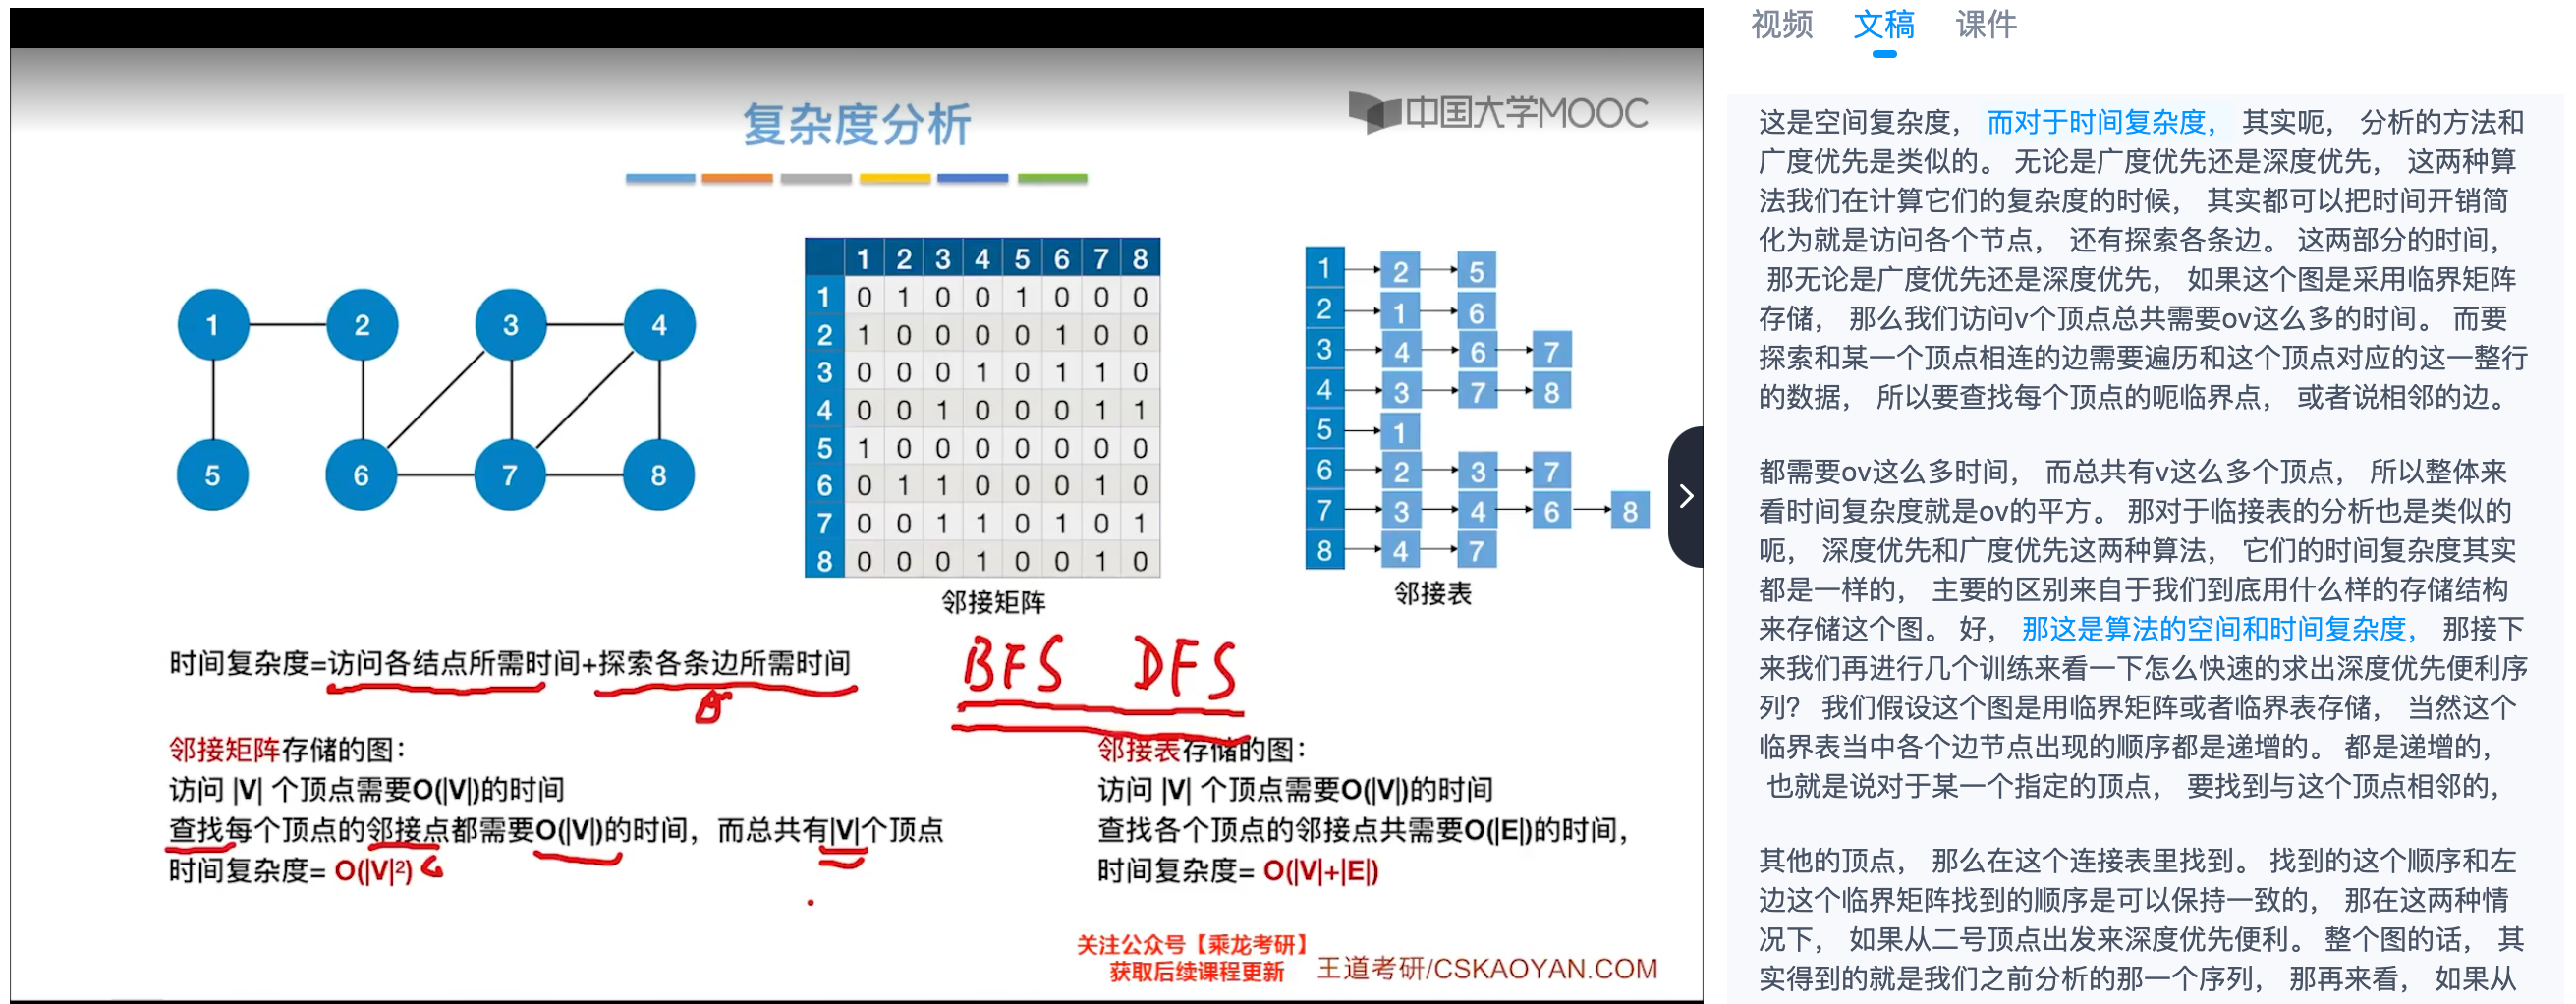 复杂度分析
中国大学MOOC
1 2 3 4
5 6 7 8
1 2 3 4 5 6 7 8
1 0 1 0 0 1 0 0 0
2 1 0 0 0 0 1 0 0
3 0 0 0 1 0 1 1 0
4 0 0 1 0 0 0 1 1
5 1 0 0 0 0 0 0 0
6 0 1 1 0 0 0 1 0
7 0 0 1 1 0 1 0 1
8 0 0 0 1 0 0 1 0
邻接矩阵
1 2 5
2 1 6
3 4 6 7
4 3 7 8
5 1
6 2 3 7
7 3 4 6 8
8 4 7
邻接表
时间复杂度=访问各结点所需时间+探索各条边所需时间
BFS DFS
邻接矩阵存储的图：
访问 |V| 个顶点需要O(|V|)的时间
查找每个顶点的邻接点都需要O(|V|)的时间，而总共有|V|个顶点
时间复杂度= O(|V|²)
邻接表存储的图：
访问 |V| 个顶点需要O(|V|)的时间
查找各个顶点的邻接点共需要O(|E|)的时间，
时间复杂度= O(|V|+|E|)
关注公众号【乘龙考研】
获取后续课程更新
王道考研/CSKAOYAN.COM
视频 文稿 课件
这是空间复杂度， 而对于时间复杂度， 其实呃， 分析的方法和
广度优先是类似的。 无论是广度优先还是深度优先， 这两种算
法我们在计算它们的复杂度的时候， 其实都可以把时间开销简
化为就是访问各个节点， 还有探索各条边。 这两部分的时间，
那无论是广度优先还是深度优先， 如果这个图是采用临界矩阵
存储， 那么我们访问v个顶点总共需要ov这么多的时间。 而要
探索和某一个顶点相连的边需要遍历和这个顶点对应的这一整行
的数据， 所以要查找每个顶点的呃临界点， 或者说相邻的边。
都需要ov这么多时间， 而总共有v这么多个顶点， 所以整体来
看时间复杂度就是ov的平方。 那对于临接表的分析也是类似的
呃， 深度优先和广度优先这两种算法， 它们的时间复杂度其实
都是一样的， 主要的区别来自于我们到底用什么样的存储结构
来存储这个图。 好， 那这是算法的空间和时间复杂度， 那接下
来我们再进行几个训练来看一下怎么快速的求出深度优先便利序
列？ 我们假设这个图是用临界矩阵或者临界表存储， 当然这个
临界表当中各个边节点出现的顺序都是递增的。 都是递增的，
也就是说对于某一个指定的顶点， 要找到与这个顶点相邻的，
其他的顶点， 那么在这个连接表里找到。 找到的这个顺序和左
边这个临界矩阵找到的顺序是可以保持一致的， 那在这两种情
况下， 如果从二号顶点出发来深度优先便利。 整个图的话， 其
实得到的就是我们之前分析的那一个序列， 那再来看， 如果从